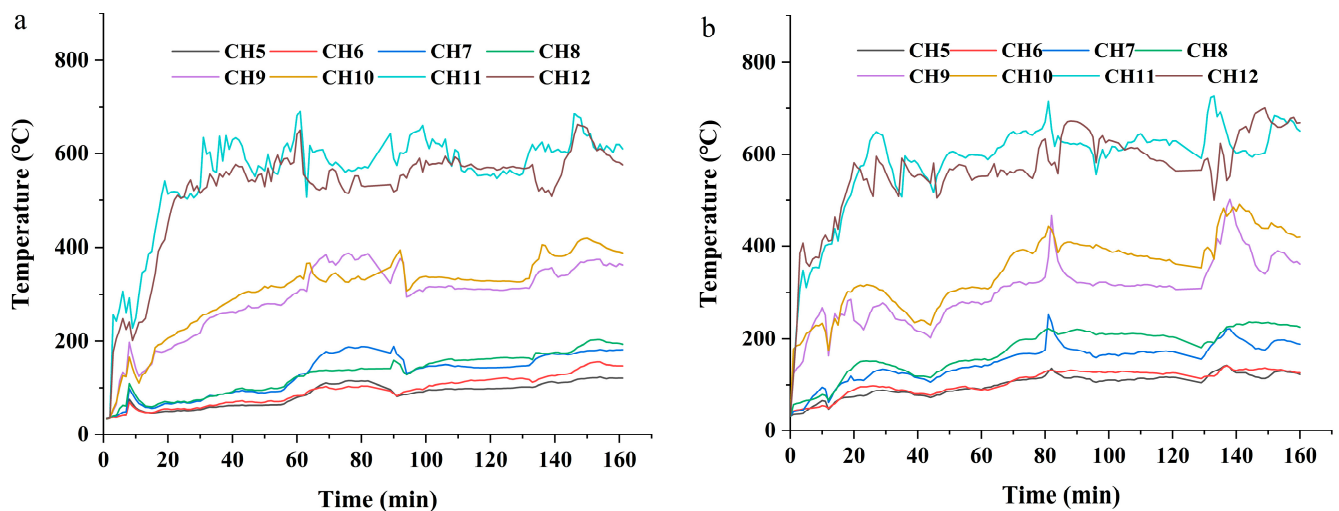 a
CH5 CH6 CH7 CH8
CH9 CH10 CH11 CH12
800
600
400
200
0
Temperature (℃)
0 20 40 60 80 100 120 140 160
Time (min)
b
CH5 CH6 CH7 CH8
CH9 CH10 CH11 CH12
800
600
400
200
0
Temperature (℃)
0 20 40 60 80 100 120 140 160
Time (min)